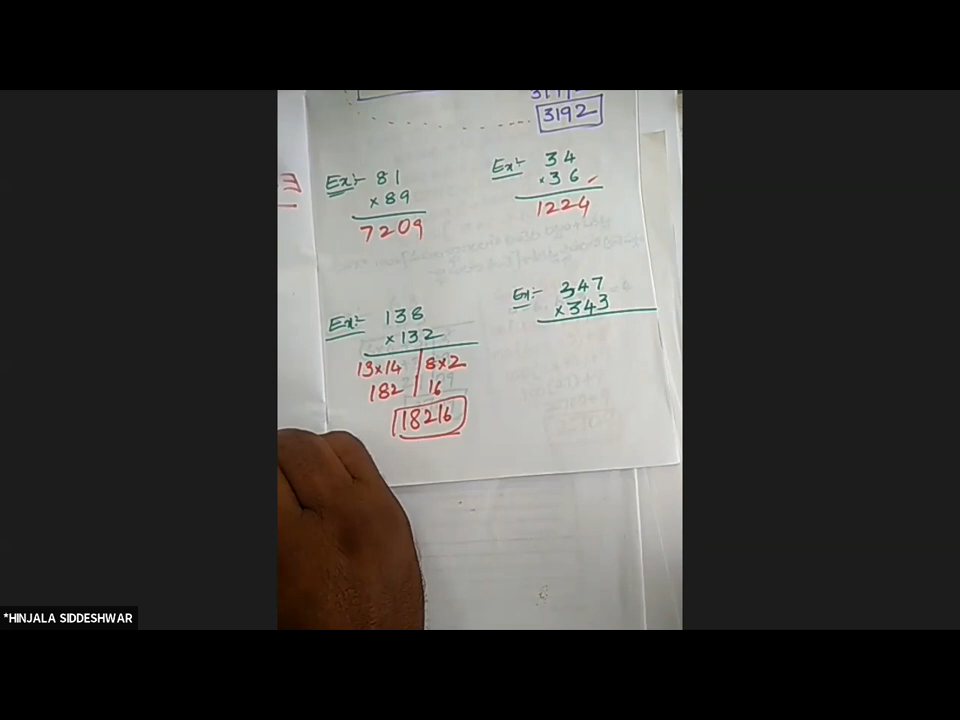 3192
Ex:- 81
×89
7209
Ex:- 34
×36
1224
Ex:- 138
×132
13×14 | 8×2
182 | 16
18216
Ex:- 347
×343
*HINJALA SIDDESHWAR